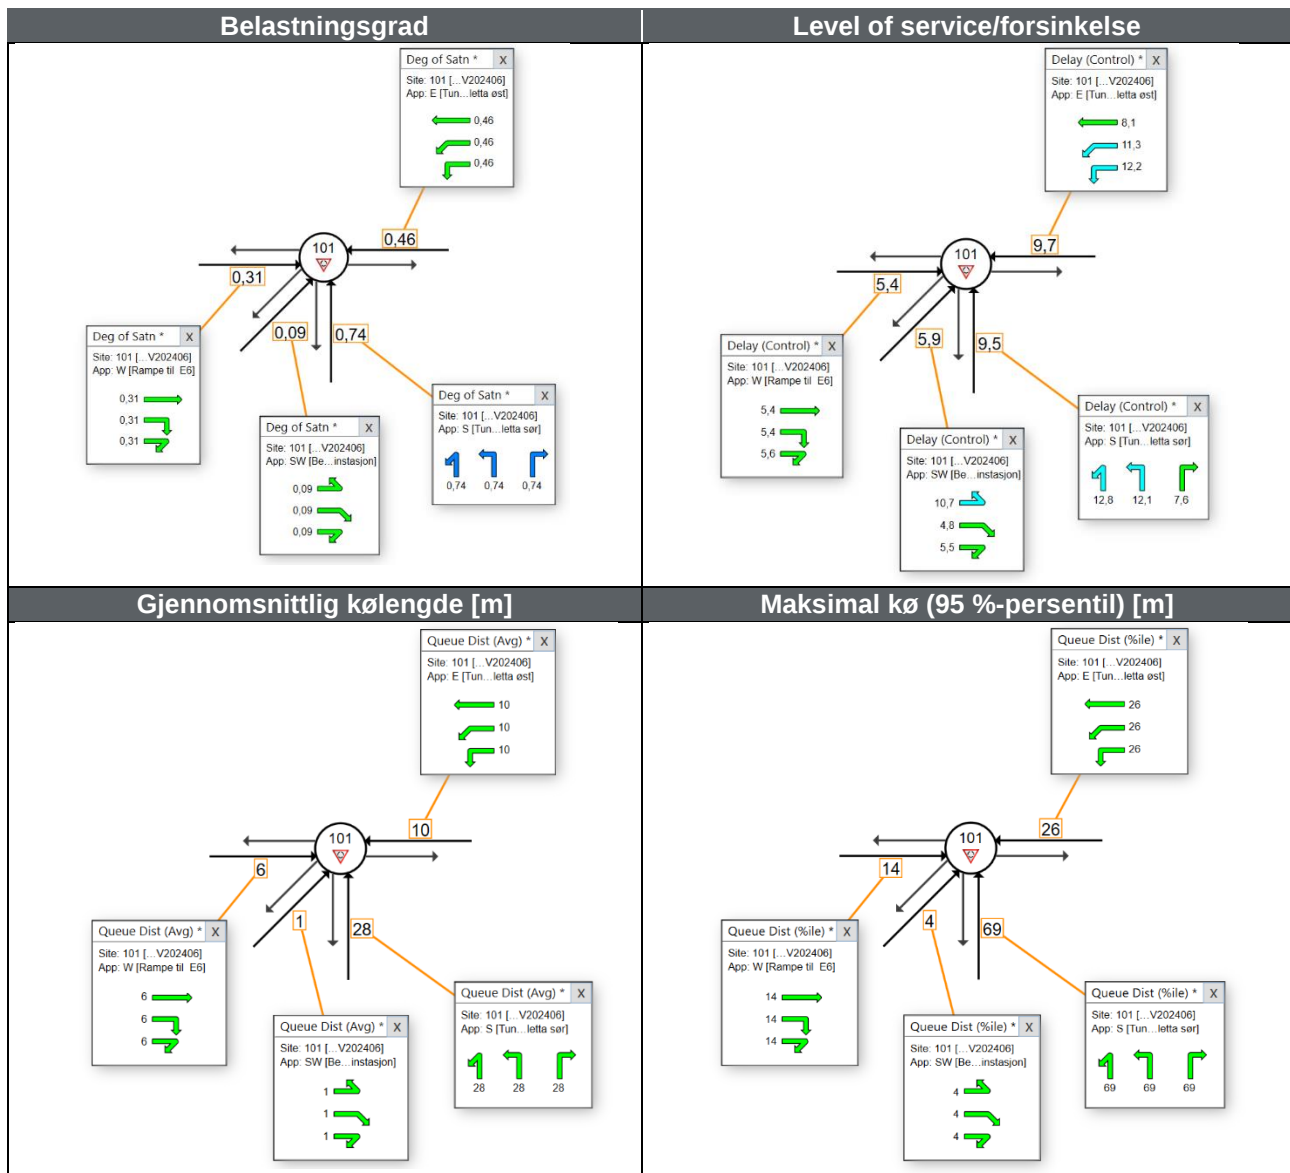 Belastningsgrad
Deg of Satn * X
Site: 101 [...V202406]
App: E [Tun...letta øst]
0,46
0,46
0,46
101
0,46
0,31
0,09
0,74
Deg of Satn * X
Site: 101 [...V202406]
App: W [Rampe til E6]
0,31
0,31
0,31
Deg of Satn * X
Site: 101 [...V202406]
App: SW [Be...instasjon]
0,09
0,09
0,09
Deg of Satn * X
Site: 101 [...V202406]
App: S [Tun...letta sør]
0,74 0,74 0,74
Level of service/forsinkelse
Delay (Control) * X
Site: 101 [...V202406]
App: E [Tun...letta øst]
8,1
11,3
12,2
101
9,7
5,4
5,9
9,5
Delay (Control) * X
Site: 101 [...V202406]
App: W [Rampe til E6]
5,4
5,4
5,6
Delay (Control) * X
Site: 101 [...V202406]
App: SW [Be...instasjon]
10,7
4,8
5,5
Delay (Control) * X
Site: 101 [...V202406]
App: S [Tun...letta sør]
12,8 12,1 7,6
Gjennomsnittlig kølengde [m]
Queue Dist (Avg) * X
Site: 101 [...V202406]
App: E [Tun...letta øst]
10
10
10
101
10
6
1
28
Queue Dist (Avg) * X
Site: 101 [...V202406]
App: W [Rampe til E6]
6
6
6
Queue Dist (Avg) * X
Site: 101 [...V202406]
App: SW [Be...instasjon]
1
1
1
Queue Dist (Avg) * X
Site: 101 [...V202406]
App: S [Tun...letta sør]
28 28 28
Maksimal kø (95 %-persentil) [m]
Queue Dist (%ile) * X
Site: 101 [...V202406]
App: E [Tun...letta øst]
26
26
26
101
26
14
4
69
Queue Dist (%ile) * X
Site: 101 [...V202406]
App: W [Rampe til E6]
14
14
14
Queue Dist (%ile) * X
Site: 101 [...V202406]
App: SW [Be...instasjon]
4
4
4
Queue Dist (%ile) * X
Site: 101 [...V202406]
App: S [Tun...letta sør]
69 69 69